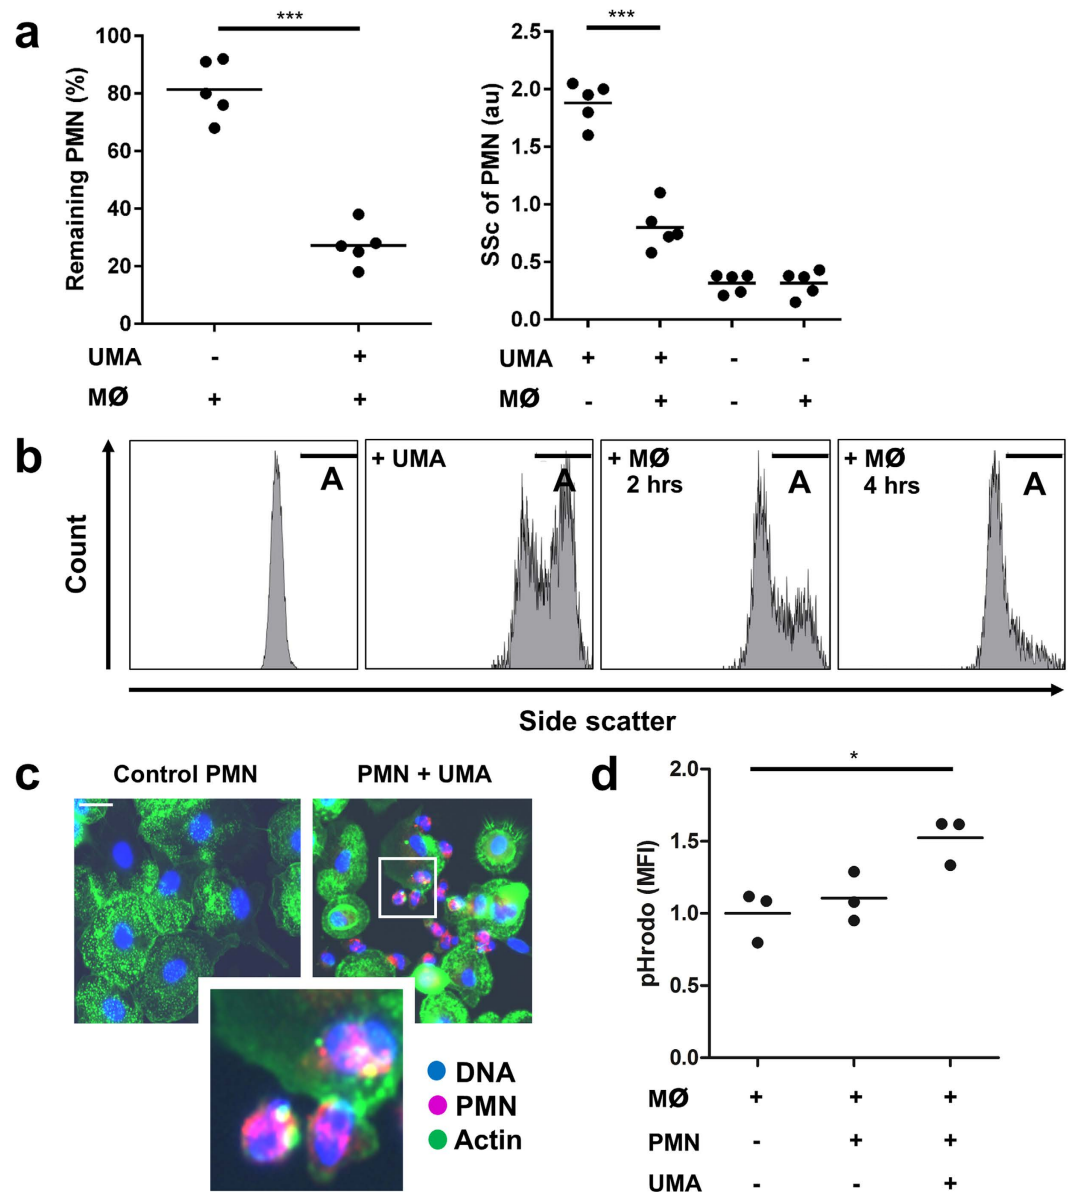 a
***
Remaining PMN (%)
100
80
60
40
20
0
UMA - +
MØ + +
***
SSc of PMN (au)
2.5
2.0
1.5
1.0
0.5
0.0
UMA + + - -
MØ - + - +
b
Count
A
+ UMA
A
+ MØ
2 hrs
A
+ MØ
4 hrs
A
Side scatter
c
Control PMN
PMN + UMA
DNA
PMN
Actin
d
*
pHrodo (MFI)
2.0
1.5
1.0
0.5
0.0
MØ + + +
PMN - + +
UMA - - +